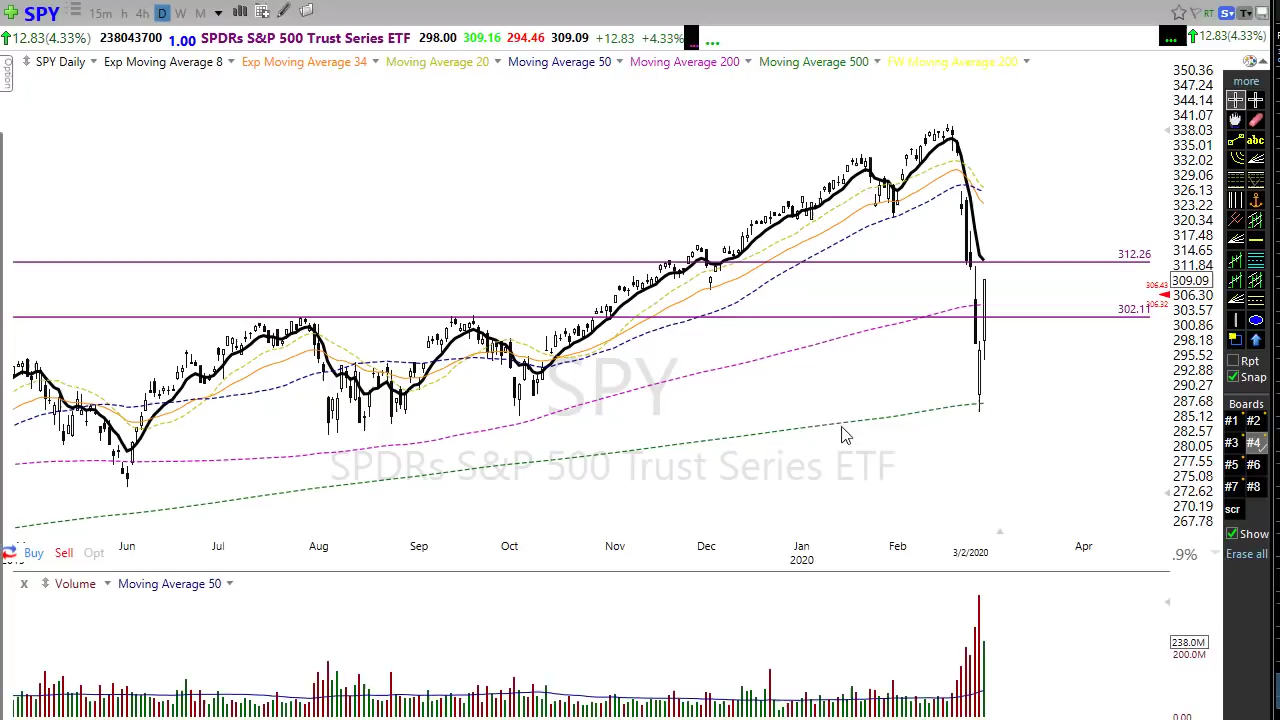 SPY 15m h 4h D W M
12.83(4.33%) 238043700 1.00 SPDRs S&P 500 Trust Series ETF 298.00 309.16 294.46 309.09 +12.83 +4.33% ... ...
RT S T
12.83(4.33%)
Option
SPY Daily Exp Moving Average 8 Exp Moving Average 34 Moving Average 20 Moving Average 50 Moving Average 200 Moving Average 500 FW Moving Average 200
350.36
347.24
344.14
341.07
338.03
335.01
332.02
329.06
326.13
323.22
320.34
317.48
314.65
312.26
311.84
309.09
306.43
306.30
306.32
303.57
302.11
300.86
298.18
295.52
292.88
290.27
287.68
285.12
282.57
280.05
277.55
275.08
272.62
270.19
267.78
SPY
SPDRs S&P 500 Trust Series ETF
Jun Jul Aug Sep Oct Nov Dec Jan Feb 3/2/2020 Apr
2020
Buy Sell Opt
.9%
x Volume Moving Average 50
238.0M
200.0M
0.00
more
abc
Rpt
Snap
Boards
#1 #2
#3 #4
#5 #6
#7 #8
scr
Show
Erase all